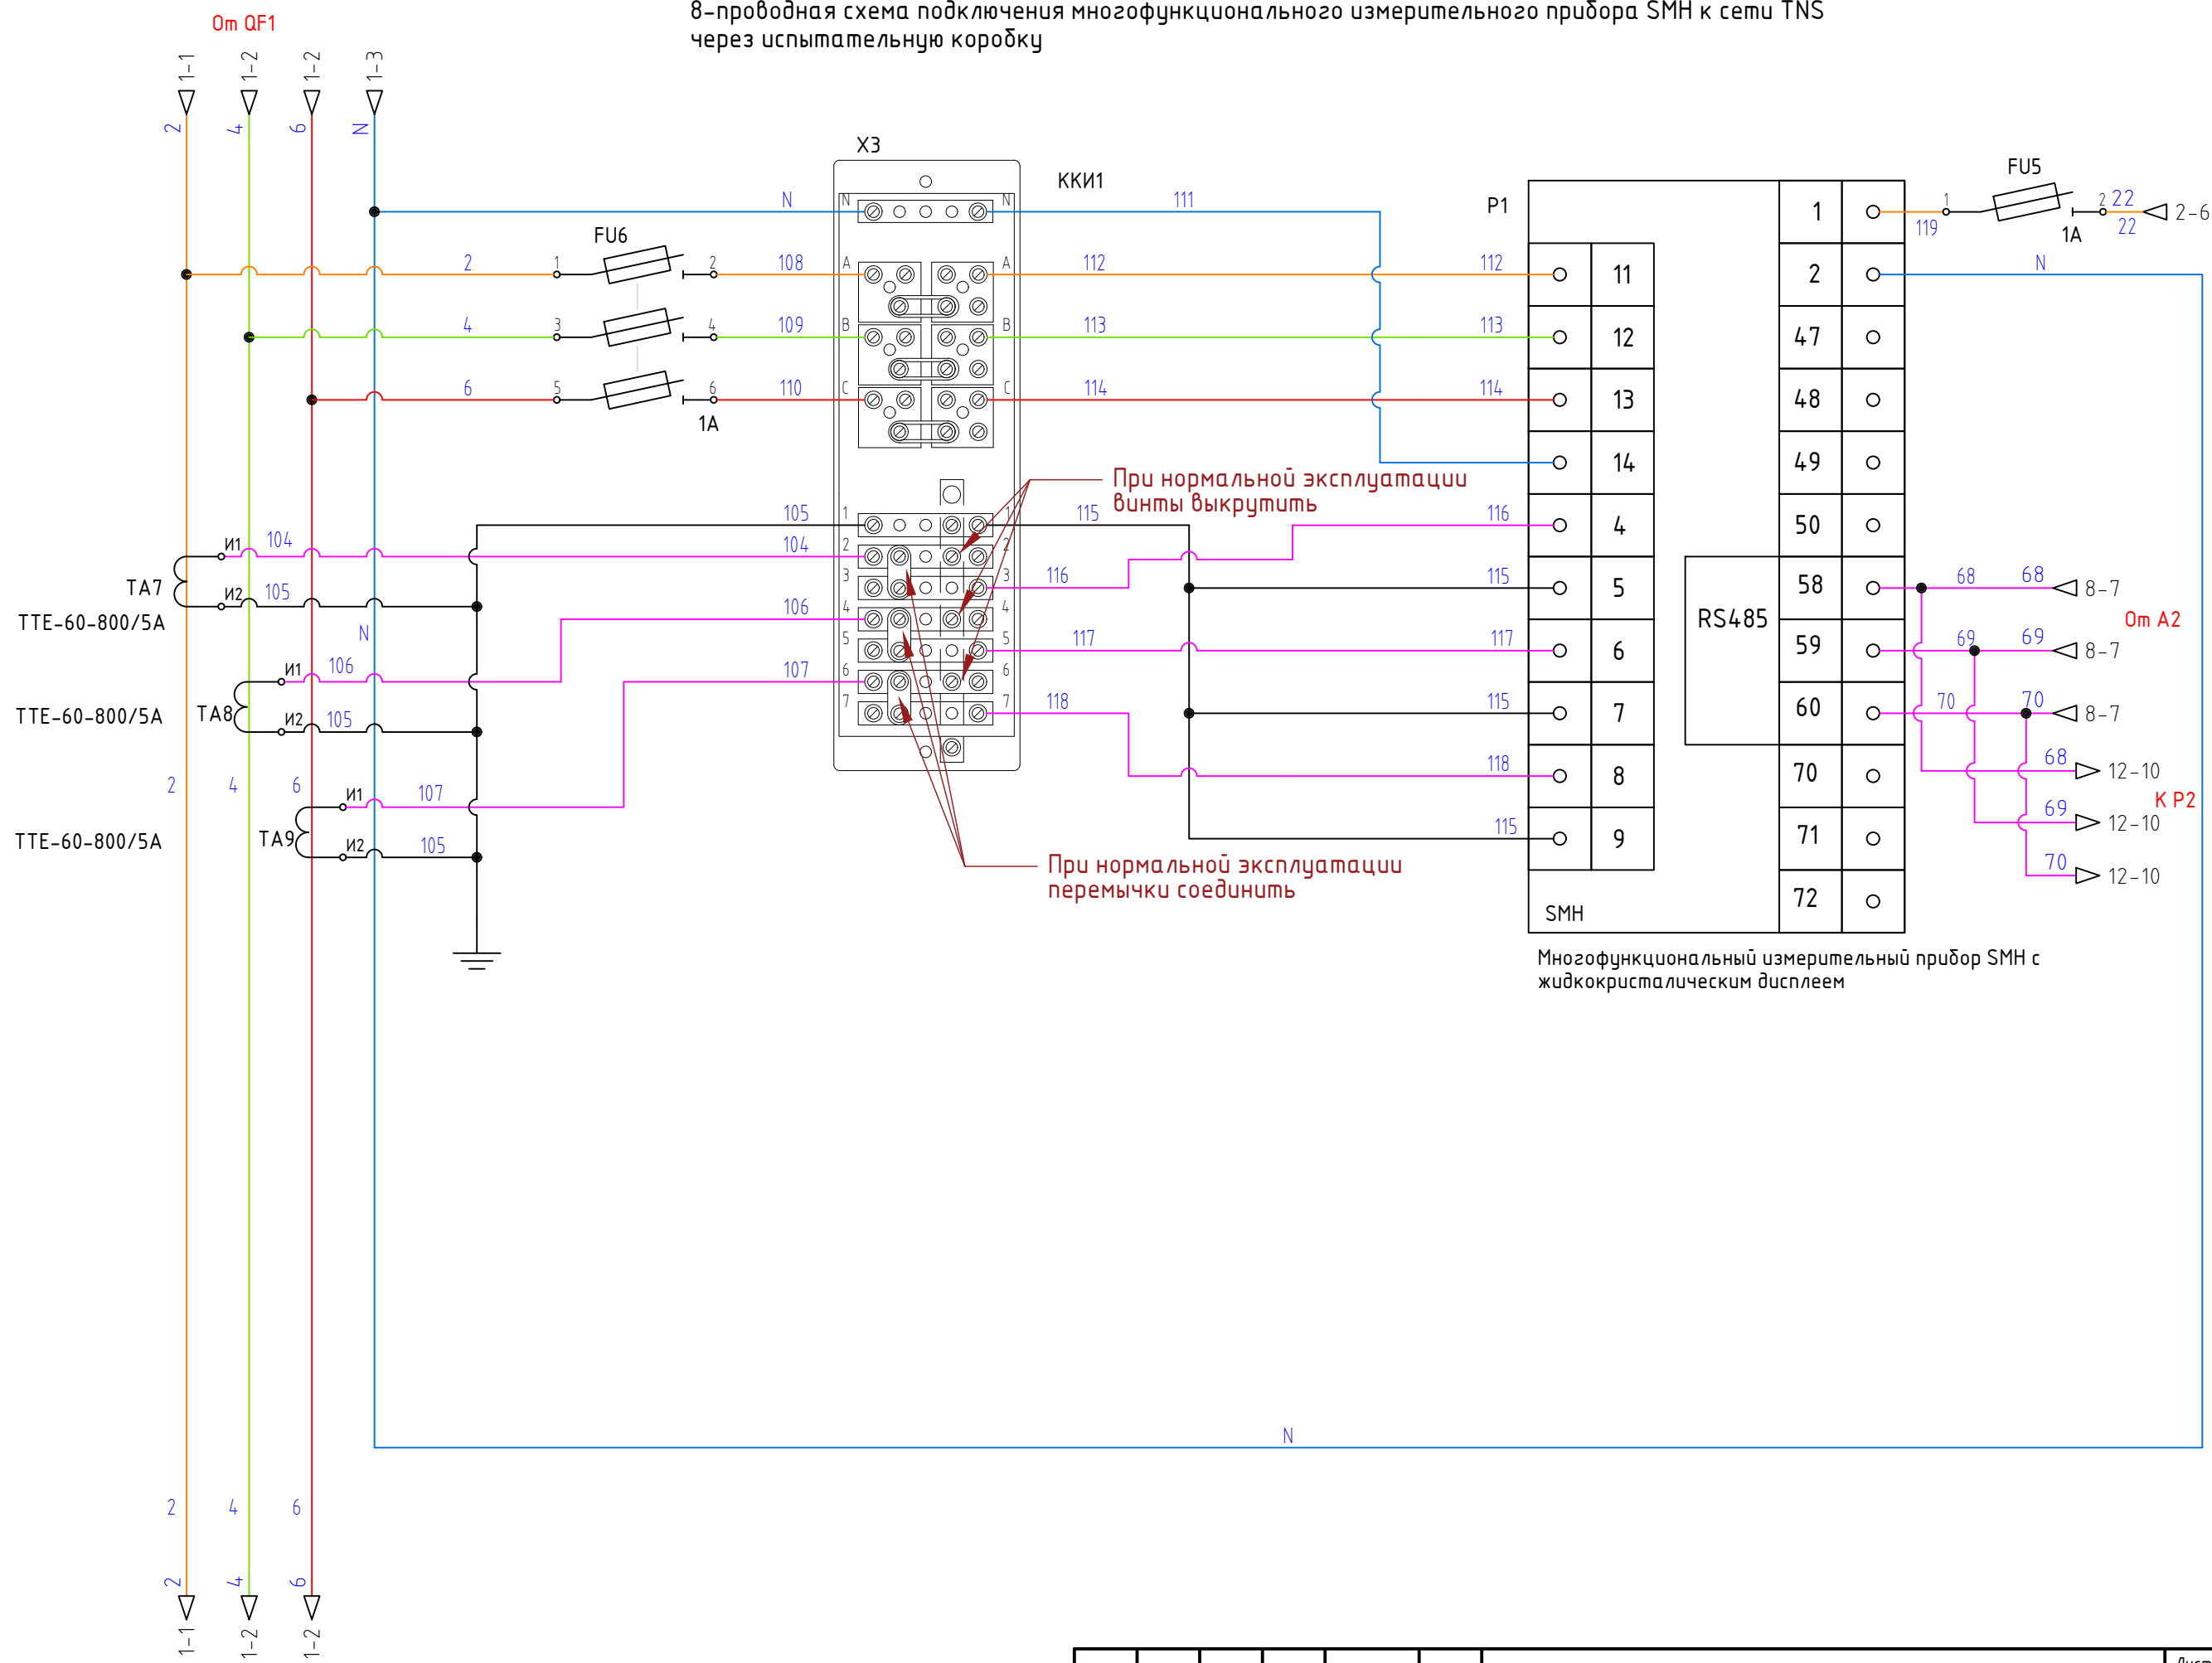 8-проводная схема подключения многофункционального измерительного прибора SMH к сети TNS
через испытательную коробку
От QF1
1-1
1-2
1-2
1-3
2
4
6
N
X3
ККИ1
P1
FU5
N
N
N
111
1
1
2
22
2-6
119
22
1A
FU6
2
1
2
108
A
A
112
112
11
2
N
4
3
4
109
B
B
113
113
12
47
6
5
6
110
C
C
114
114
13
48
1A
14
49
При нормальной эксплуатации
винты выкрутить
105
1
1
115
116
4
50
И1
104
104
2
2
TA7
3
3
116
115
5
58
68
68
8-7
И2
105
ТТЕ-60-800/5А
106
4
4
RS485
От А2
N
5
5
117
117
6
59
69
69
8-7
И1
106
107
6
6
ТТЕ-60-800/5А
TA8
И2
105
7
7
118
115
7
60
70
70
8-7
2
4
6
118
8
70
68
12-10
И1
107
К P2
69
12-10
ТТЕ-60-800/5А
TA9
И2
105
115
9
71
При нормальной эксплуатации
перемычки соединить
70
12-10
72
SMH
Многофункциональный измерительный прибор SMH с
жидкокристалическим дисплеем
N
2
4
6
2
4
6
1-1
1-2
1-2